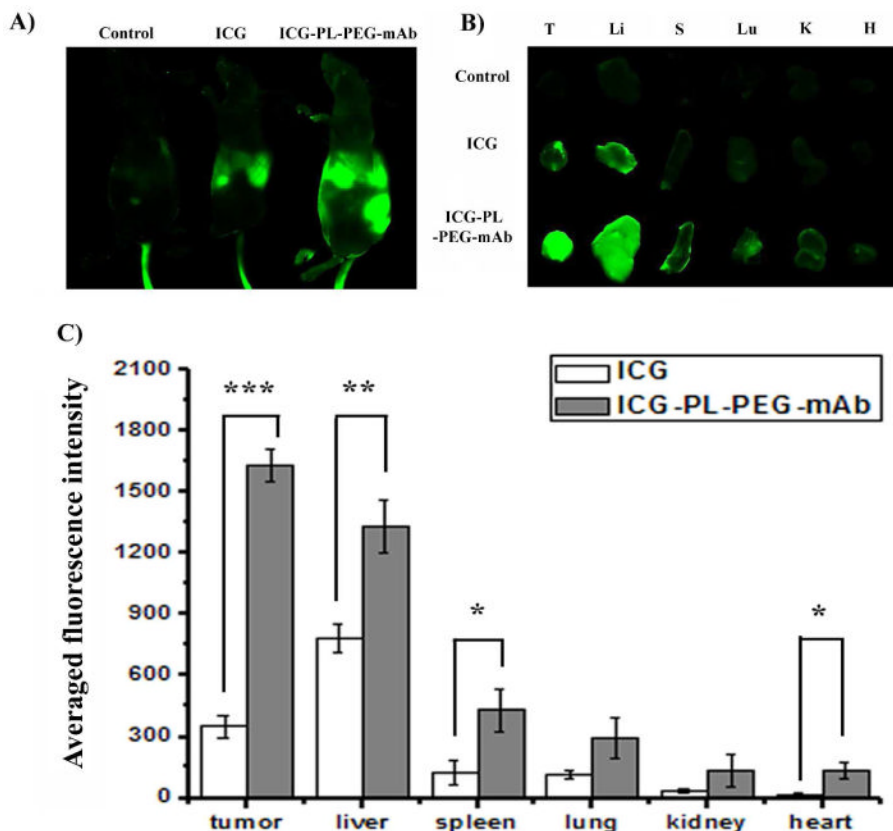 A)
Control ICG ICG-PL-PEG-mAb
B)
T Li S Lu K H
Control
ICG
ICG-PL
-PEG-mAb
C)
Averaged fluorescence intensity
2100
1800
1500
1200
900
600
300
0
*** ** * *
ICG
ICG-PL-PEG-mAb
tumor liver spleen lung kidney heart